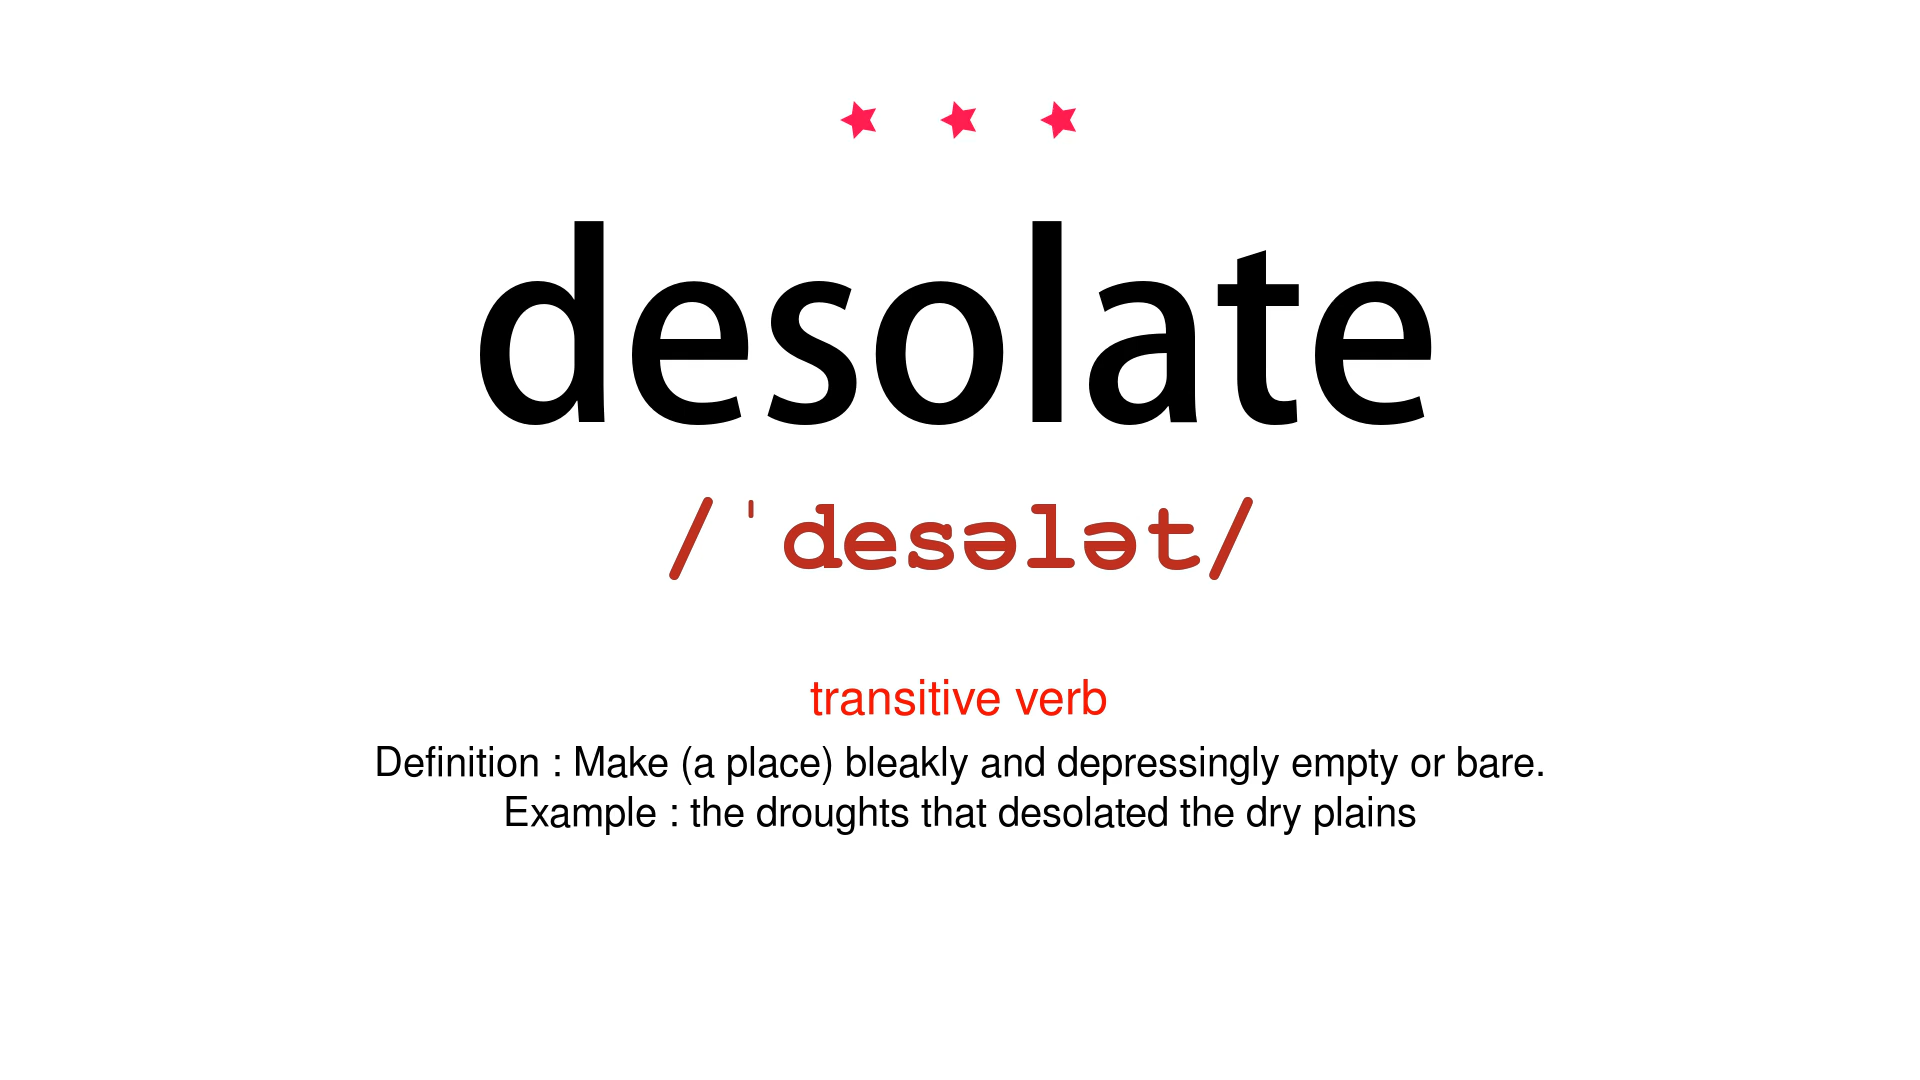 desolate
/ˈdesələt/
transitive verb
Definition : Make (a place) bleakly and depressingly empty or bare.
Example : the droughts that desolated the dry plains